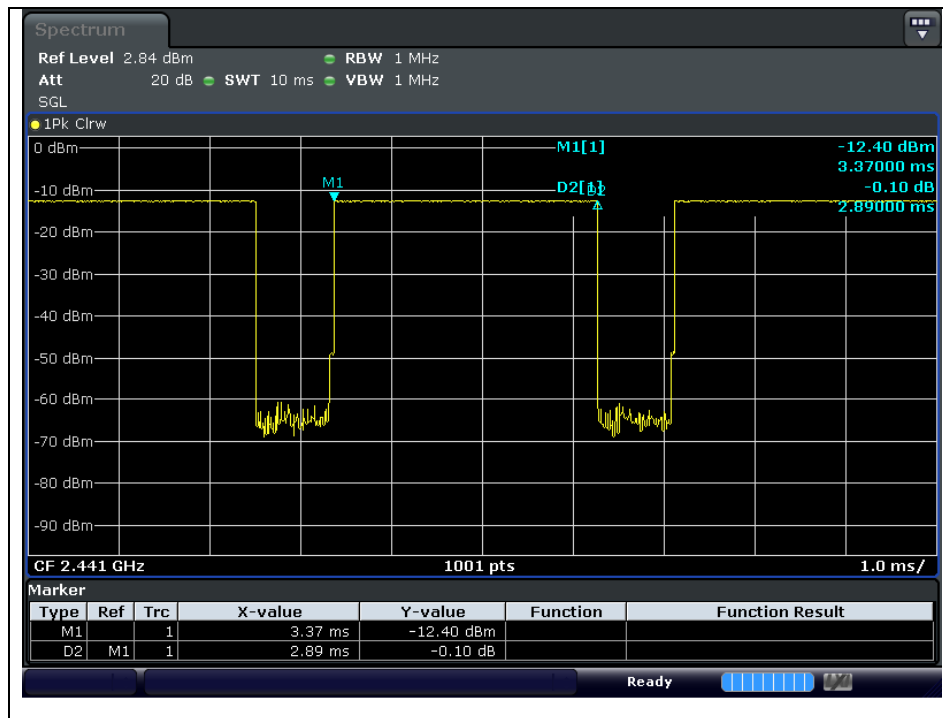 Spectrum
Ref Level 2.84 dBm RBW 1 MHz
Att 20 dB SWT 10 ms VBW 1 MHz
SGL
1Pk Clrw
0 dBm M1[1] -12.40 dBm
3.37000 ms
-10 dBm M1 D2[1] D2 -0.10 dB
2.89000 ms
-20 dBm
-30 dBm
-40 dBm
-50 dBm
-60 dBm
-70 dBm
-80 dBm
-90 dBm
CF 2.441 GHz 1001 pts 1.0 ms/
Marker
Type Ref Trc X-value Y-value Function Function Result
M1 1 3.37 ms -12.40 dBm
D2 M1 1 2.89 ms -0.10 dB
Ready